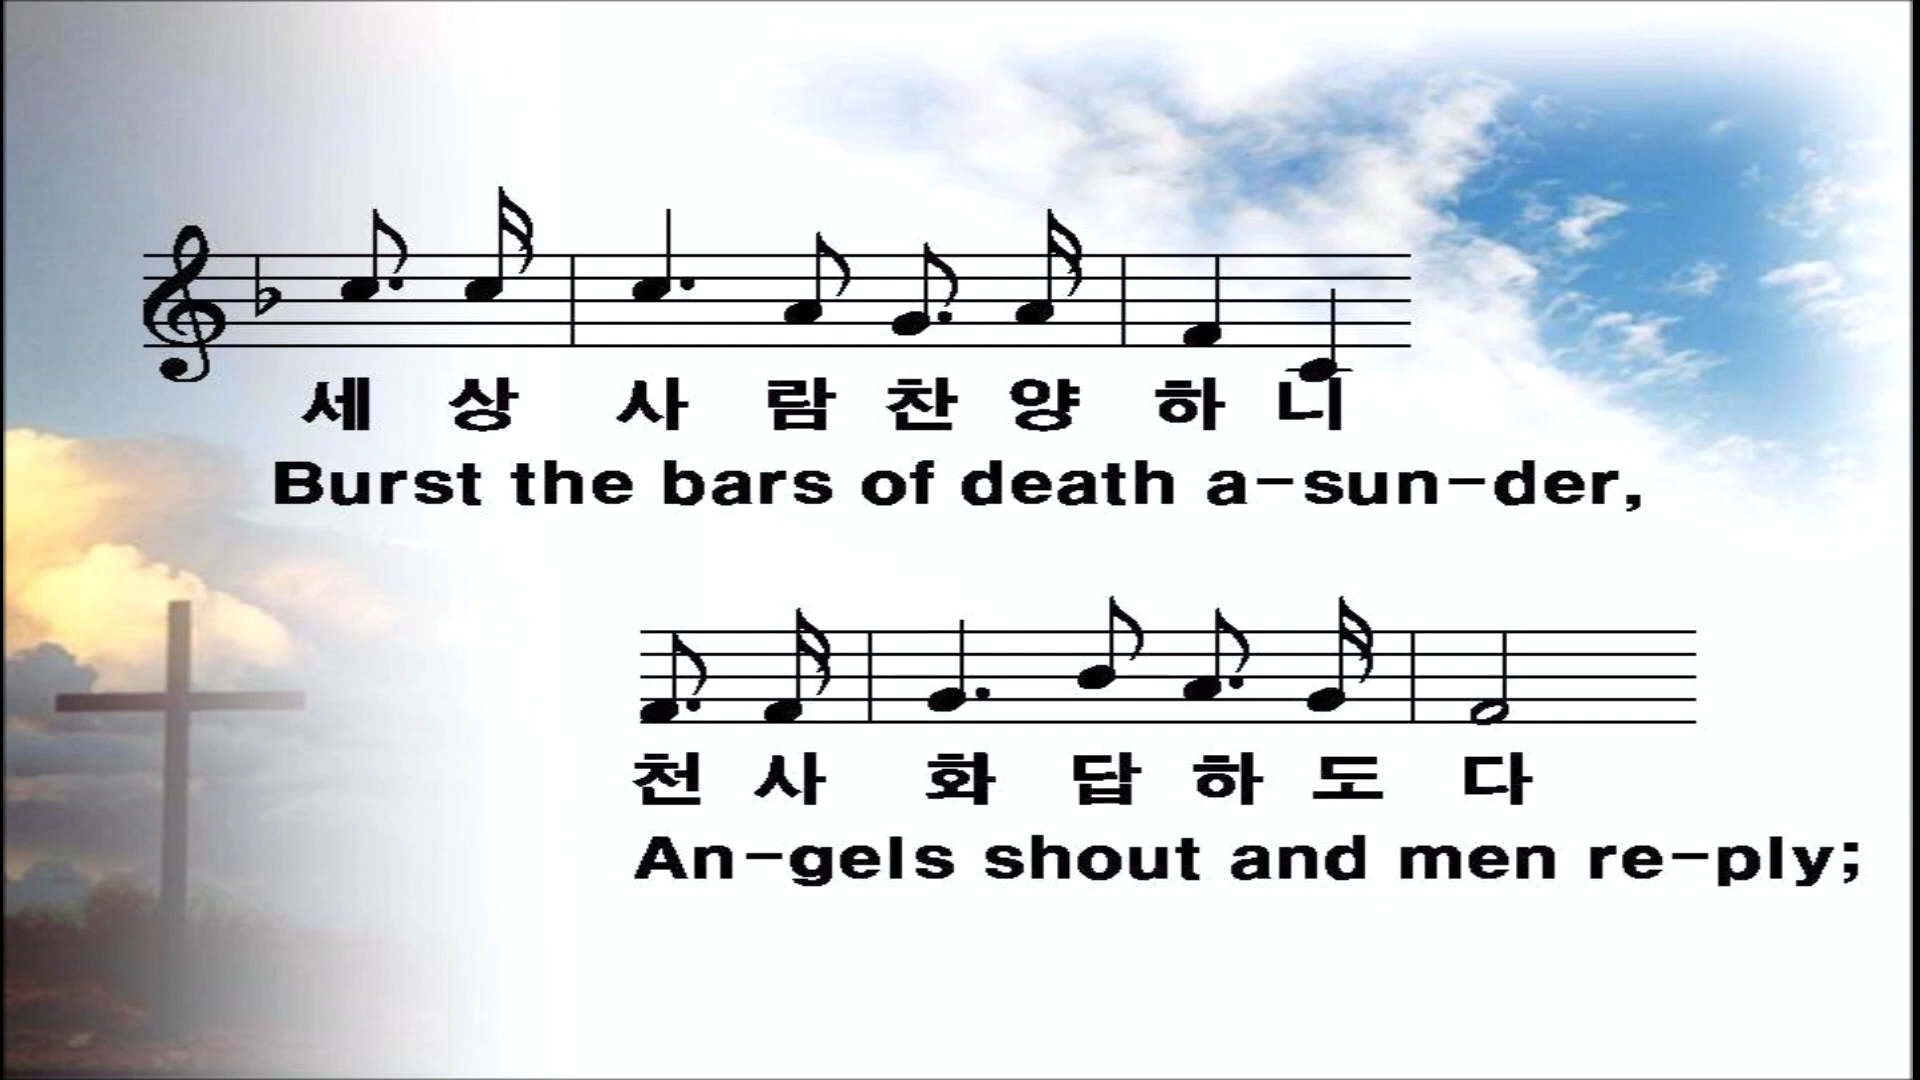 세 상 사 람 찬 양 하 니
Burst the bars of death a-sun-der,
천 사 화 답 하 도 다
An-gels shout and men re-ply;